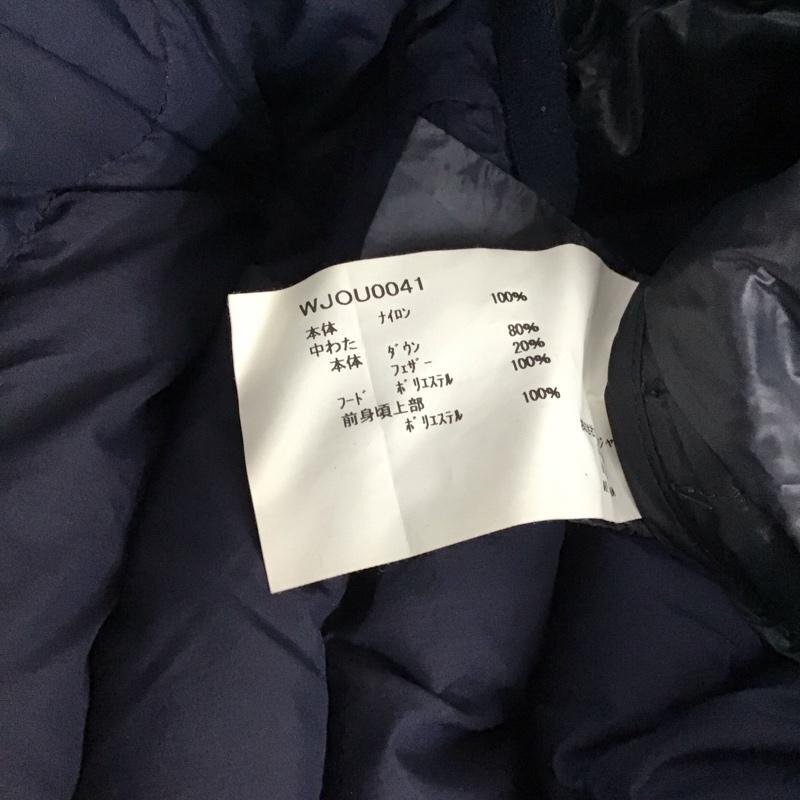 WJOU0041
本体 ﾅｲﾛﾝ 100%
中わた
本体 ﾀﾞｳﾝ 80%
ﾌｪｻﾞｰ 20%
ﾌｰﾄﾞ ﾎﾟﾘｴｽﾃﾙ 100%
前身頃上部
ﾎﾟﾘｴｽﾃﾙ 100%